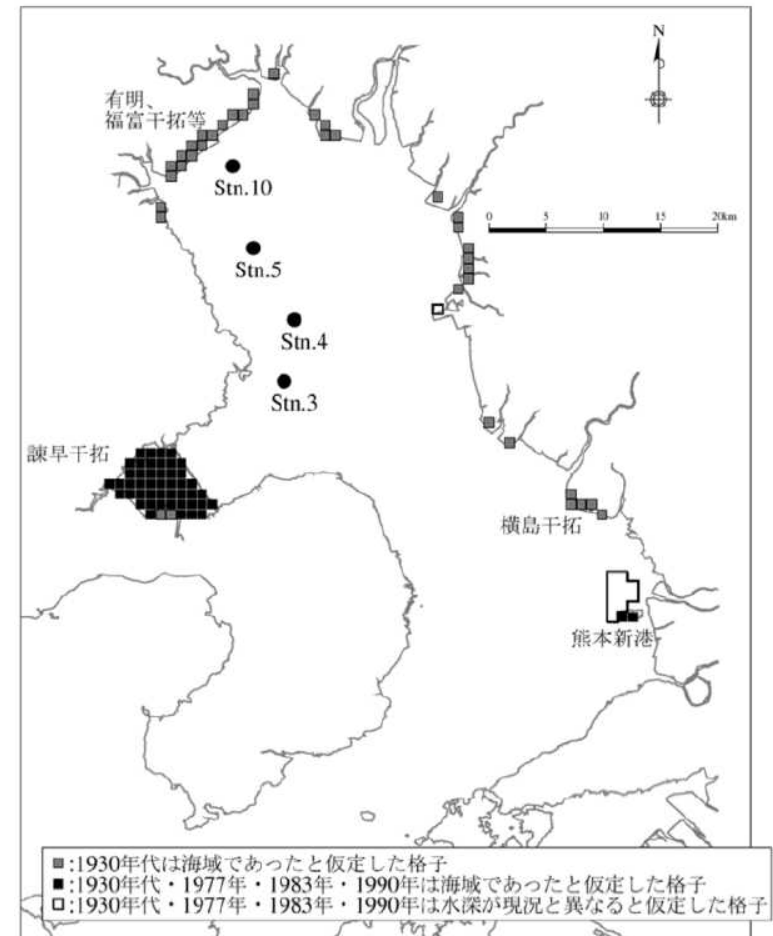 N
有明、
福富干拓等
Stn.10
0 5 10 15 20km
Stn.5
Stn.4
Stn.3
諫早干拓
横島干拓
熊本新港
:1930年代は海域であったと仮定した格子
:1930年代・1977年・1983年・1990年は海域であったと仮定した格子
:1930年代・1977年・1983年・1990年は水深が現況と異なると仮定した格子